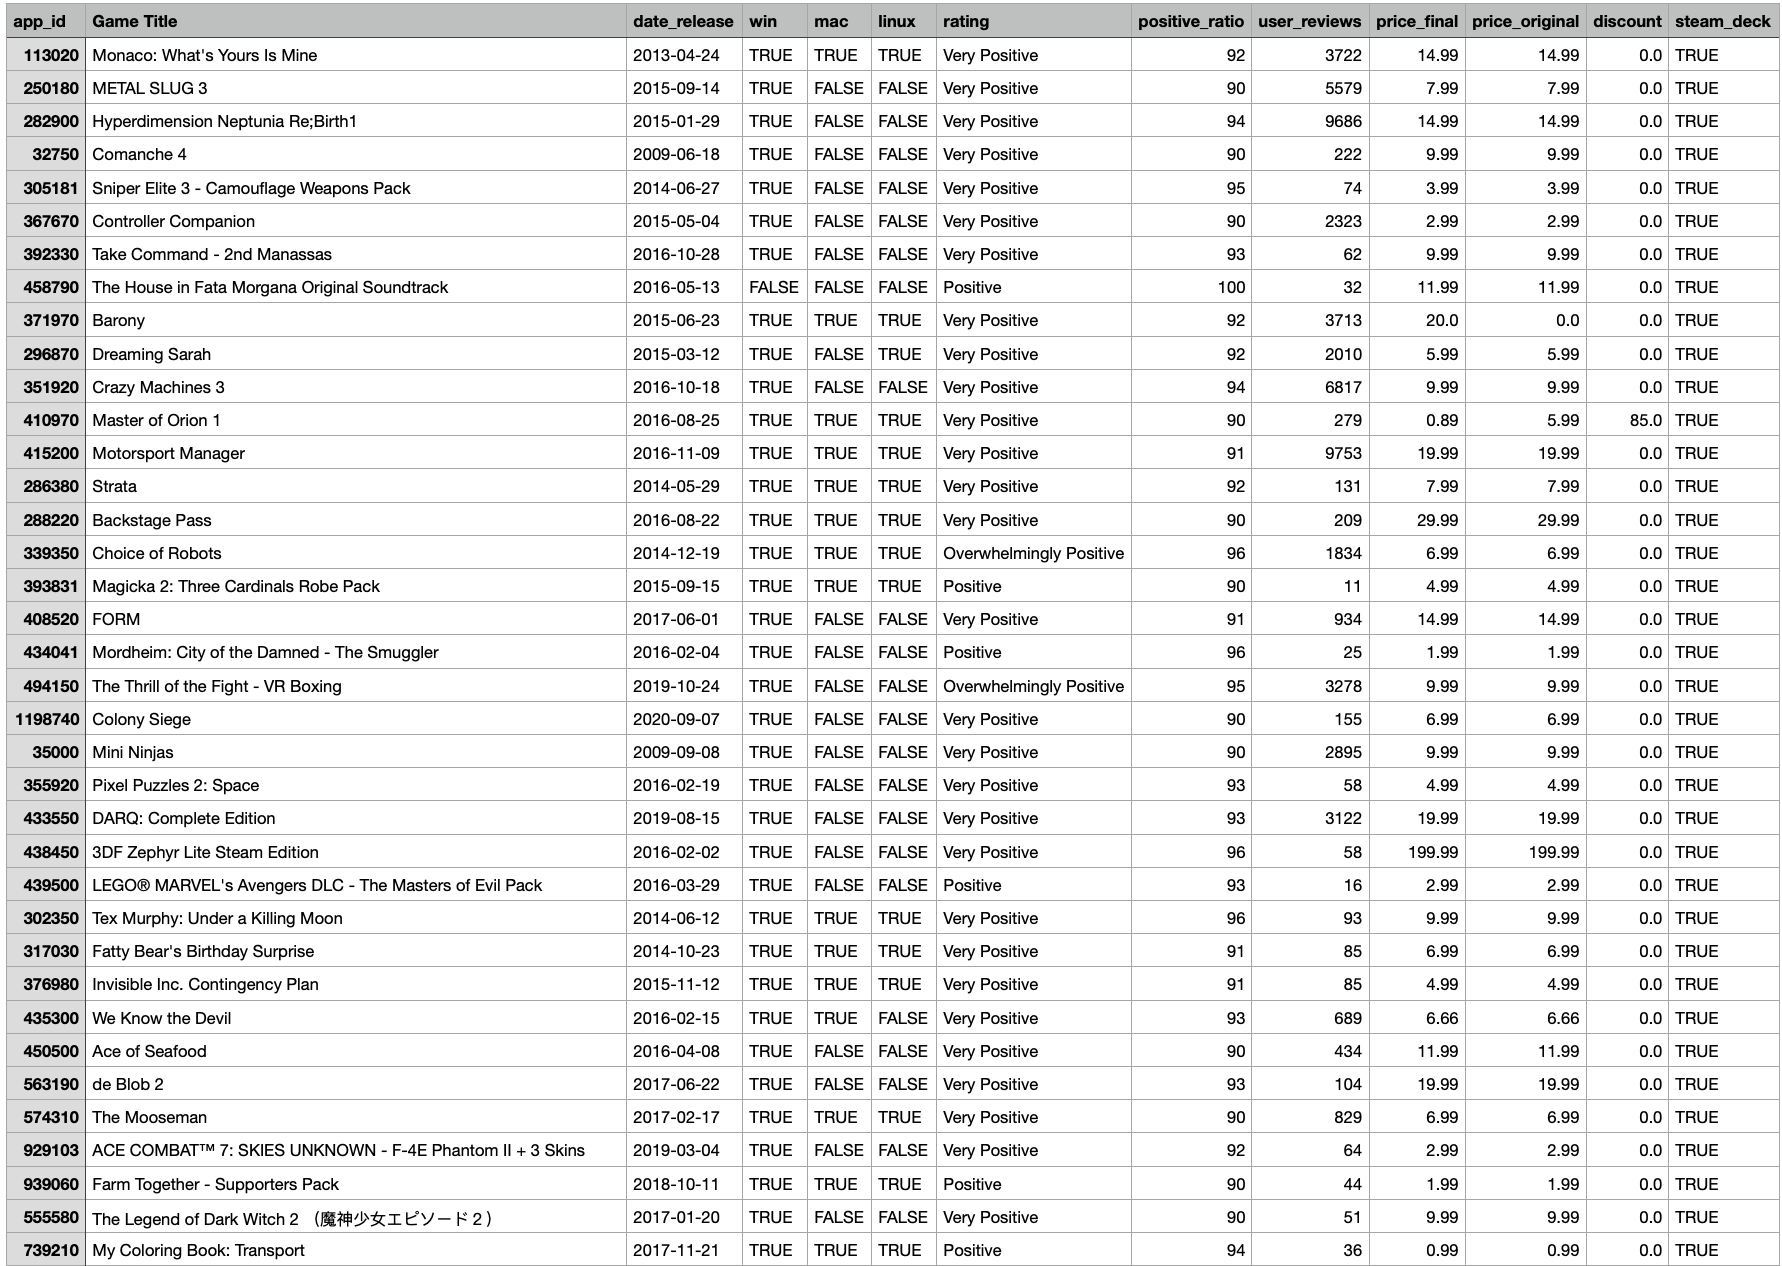 app_id Game Title date_release win mac linux rating positive_ratio user_reviews price_final price_original discount steam_deck
113020 Monaco: What's Yours Is Mine 2013-04-24 TRUE TRUE TRUE Very Positive 92 3722 14.99 14.99 0.0 TRUE
250180 METAL SLUG 3 2015-09-14 TRUE FALSE FALSE Very Positive 90 5579 7.99 7.99 0.0 TRUE
282900 Hyperdimension Neptunia Re;Birth1 2015-01-29 TRUE FALSE FALSE Very Positive 94 9686 14.99 14.99 0.0 TRUE
32750 Comanche 4 2009-06-18 TRUE FALSE FALSE Very Positive 90 222 9.99 9.99 0.0 TRUE
305181 Sniper Elite 3 - Camouflage Weapons Pack 2014-06-27 TRUE FALSE FALSE Very Positive 95 74 3.99 3.99 0.0 TRUE
367670 Controller Companion 2015-05-04 TRUE FALSE FALSE Very Positive 90 2323 2.99 2.99 0.0 TRUE
392330 Take Command - 2nd Manassas 2016-10-28 TRUE FALSE FALSE Very Positive 93 62 9.99 9.99 0.0 TRUE
458790 The House in Fata Morgana Original Soundtrack 2016-05-13 FALSE FALSE FALSE Positive 100 32 11.99 11.99 0.0 TRUE
371970 Barony 2015-06-23 TRUE TRUE TRUE Very Positive 92 3713 20.0 0.0 0.0 TRUE
296870 Dreaming Sarah 2015-03-12 TRUE FALSE TRUE Very Positive 92 2010 5.99 5.99 0.0 TRUE
351920 Crazy Machines 3 2016-10-18 TRUE FALSE FALSE Very Positive 94 6817 9.99 9.99 0.0 TRUE
410970 Master of Orion 1 2016-08-25 TRUE TRUE TRUE Very Positive 90 279 0.89 5.99 85.0 TRUE
415200 Motorsport Manager 2016-11-09 TRUE TRUE TRUE Very Positive 91 9753 19.99 19.99 0.0 TRUE
286380 Strata 2014-05-29 TRUE TRUE TRUE Very Positive 92 131 7.99 7.99 0.0 TRUE
288220 Backstage Pass 2016-08-22 TRUE TRUE TRUE Very Positive 90 209 29.99 29.99 0.0 TRUE
339350 Choice of Robots 2014-12-19 TRUE TRUE TRUE Overwhelmingly Positive 96 1834 6.99 6.99 0.0 TRUE
393831 Magicka 2: Three Cardinals Robe Pack 2015-09-15 TRUE TRUE TRUE Positive 90 11 4.99 4.99 0.0 TRUE
408520 FORM 2017-06-01 TRUE FALSE FALSE Very Positive 91 934 14.99 14.99 0.0 TRUE
434041 Mordheim: City of the Damned - The Smuggler 2016-02-04 TRUE FALSE FALSE Positive 96 25 1.99 1.99 0.0 TRUE
494150 The Thrill of the Fight - VR Boxing 2019-10-24 TRUE FALSE FALSE Overwhelmingly Positive 95 3278 9.99 9.99 0.0 TRUE
1198740 Colony Siege 2020-09-07 TRUE FALSE FALSE Very Positive 90 155 6.99 6.99 0.0 TRUE
35000 Mini Ninjas 2009-09-08 TRUE FALSE FALSE Very Positive 90 2895 9.99 9.99 0.0 TRUE
355920 Pixel Puzzles 2: Space 2016-02-19 TRUE FALSE FALSE Very Positive 93 58 4.99 4.99 0.0 TRUE
433550 DARQ: Complete Edition 2019-08-15 TRUE FALSE FALSE Very Positive 93 3122 19.99 19.99 0.0 TRUE
438450 3DF Zephyr Lite Steam Edition 2016-02-02 TRUE FALSE FALSE Very Positive 96 58 199.99 199.99 0.0 TRUE
439500 LEGO® MARVEL's Avengers DLC - The Masters of Evil Pack 2016-03-29 TRUE FALSE FALSE Positive 93 16 2.99 2.99 0.0 TRUE
302350 Tex Murphy: Under a Killing Moon 2014-06-12 TRUE TRUE TRUE Very Positive 96 93 9.99 9.99 0.0 TRUE
317030 Fatty Bear's Birthday Surprise 2014-10-23 TRUE TRUE TRUE Very Positive 91 85 6.99 6.99 0.0 TRUE
376980 Invisible Inc. Contingency Plan 2015-11-12 TRUE TRUE TRUE Very Positive 91 85 4.99 4.99 0.0 TRUE
435300 We Know the Devil 2016-02-15 TRUE TRUE FALSE Very Positive 93 689 6.66 6.66 0.0 TRUE
450500 Ace of Seafood 2016-04-08 TRUE FALSE FALSE Very Positive 90 434 11.99 11.99 0.0 TRUE
563190 de Blob 2 2017-06-22 TRUE FALSE FALSE Very Positive 93 104 19.99 19.99 0.0 TRUE
574310 The Mooseman 2017-02-17 TRUE TRUE TRUE Very Positive 90 829 6.99 6.99 0.0 TRUE
929103 ACE COMBAT™ 7: SKIES UNKNOWN - F-4E Phantom II + 3 Skins 2019-03-04 TRUE FALSE FALSE Very Positive 92 64 2.99 2.99 0.0 TRUE
939060 Farm Together - Supporters Pack 2018-10-11 TRUE TRUE TRUE Positive 90 44 1.99 1.99 0.0 TRUE
555580 The Legend of Dark Witch 2 （魔神少女エピソード２） 2017-01-20 TRUE FALSE FALSE Very Positive 90 51 9.99 9.99 0.0 TRUE
739210 My Coloring Book: Transport 2017-11-21 TRUE TRUE TRUE Positive 94 36 0.99 0.99 0.0 TRUE